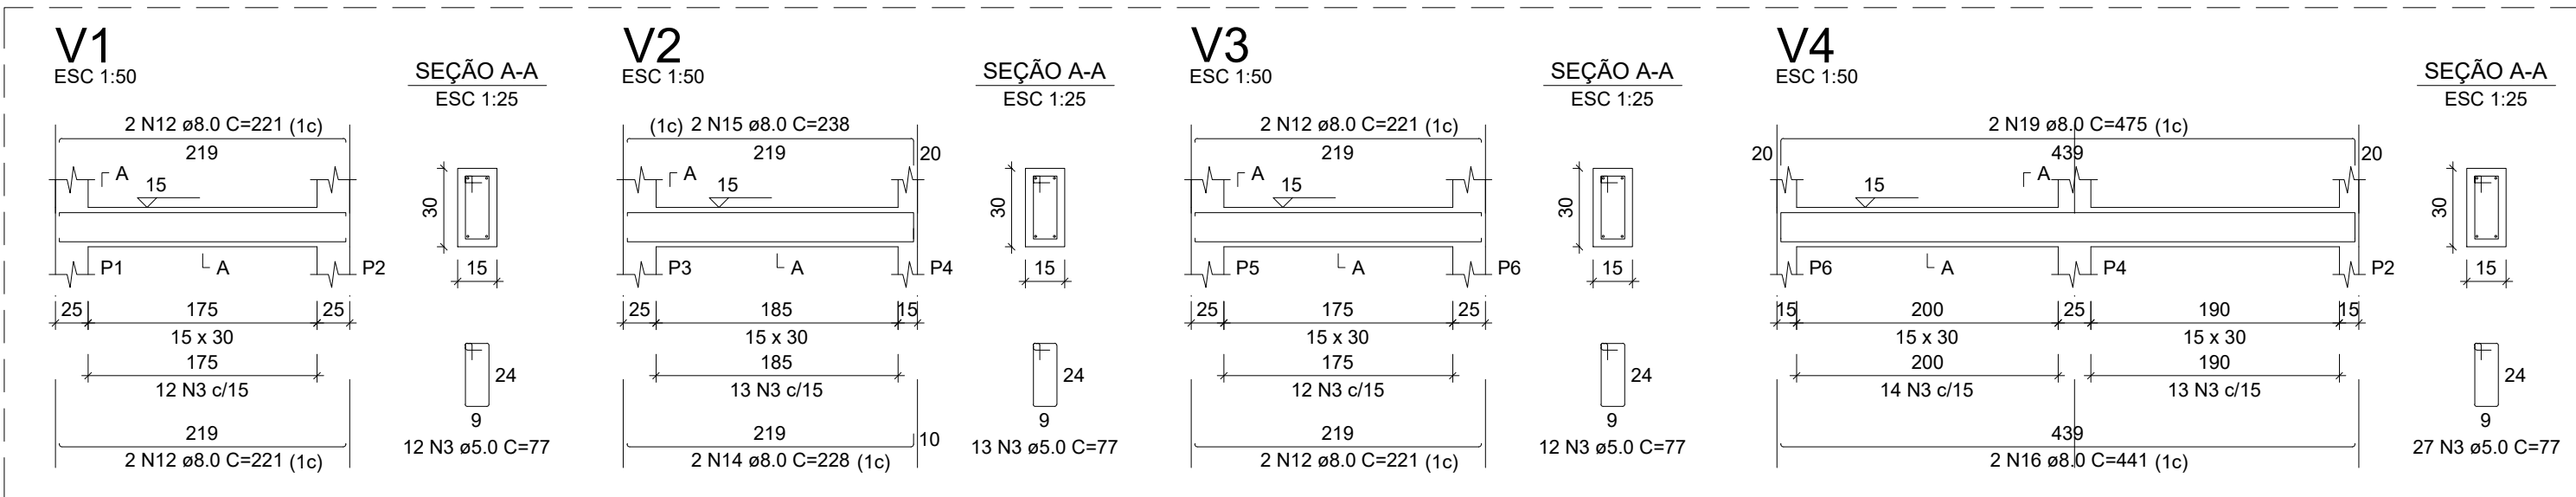 V1
ESC 1:50
SEÇÃO A-A
ESC 1:25
2 N12 ø8.0 C=221 (1c)
219
A
15
30
P1
A
P2
15
25 175 25
15 x 30
175
12 N3 c/15
24
9
12 N3 ø5.0 C=77
219
2 N12 ø8.0 C=221 (1c)
V2
ESC 1:50
SEÇÃO A-A
ESC 1:25
(1c) 2 N15 ø8.0 C=238
219
20
A
15
30
P3
A
P4
15
25 185 15
15 x 30
185
13 N3 c/15
24
9
13 N3 ø5.0 C=77
219
10
2 N14 ø8.0 C=228 (1c)
V3
ESC 1:50
SEÇÃO A-A
ESC 1:25
2 N12 ø8.0 C=221 (1c)
219
A
15
30
P5
A
P6
15
25 175 25
15 x 30
175
12 N3 c/15
24
9
12 N3 ø5.0 C=77
219
2 N12 ø8.0 C=221 (1c)
V4
ESC 1:50
SEÇÃO A-A
ESC 1:25
2 N19 ø8.0 C=475 (1c)
20 439 20
A
15
30
P6
A
P4
P2
15
15 200 25 190 15
15 x 30 15 x 30
200 190
14 N3 c/15 13 N3 c/15
24
9
27 N3 ø5.0 C=77
439
2 N16 ø8.0 C=441 (1c)